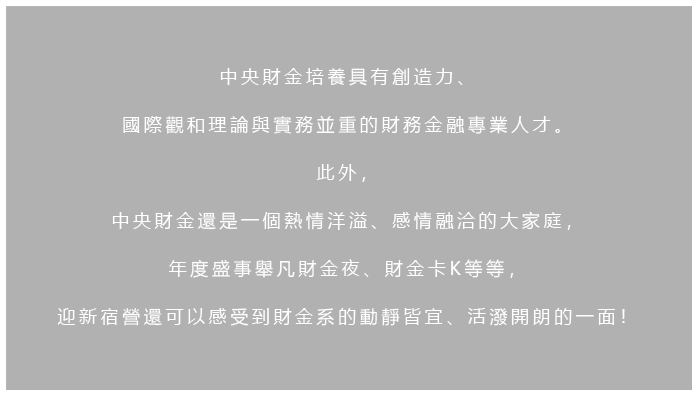 中央財金培養具有創造力、
國際觀和理論與實務並重的財務金融專業人才。
此外，
中央財金還是一個熱情洋溢、感情融洽的大家庭，
年度盛事舉凡財金夜、財金卡K等等，
迎新宿營還可以感受到財金系的動靜皆宜、活潑開朗的一面！